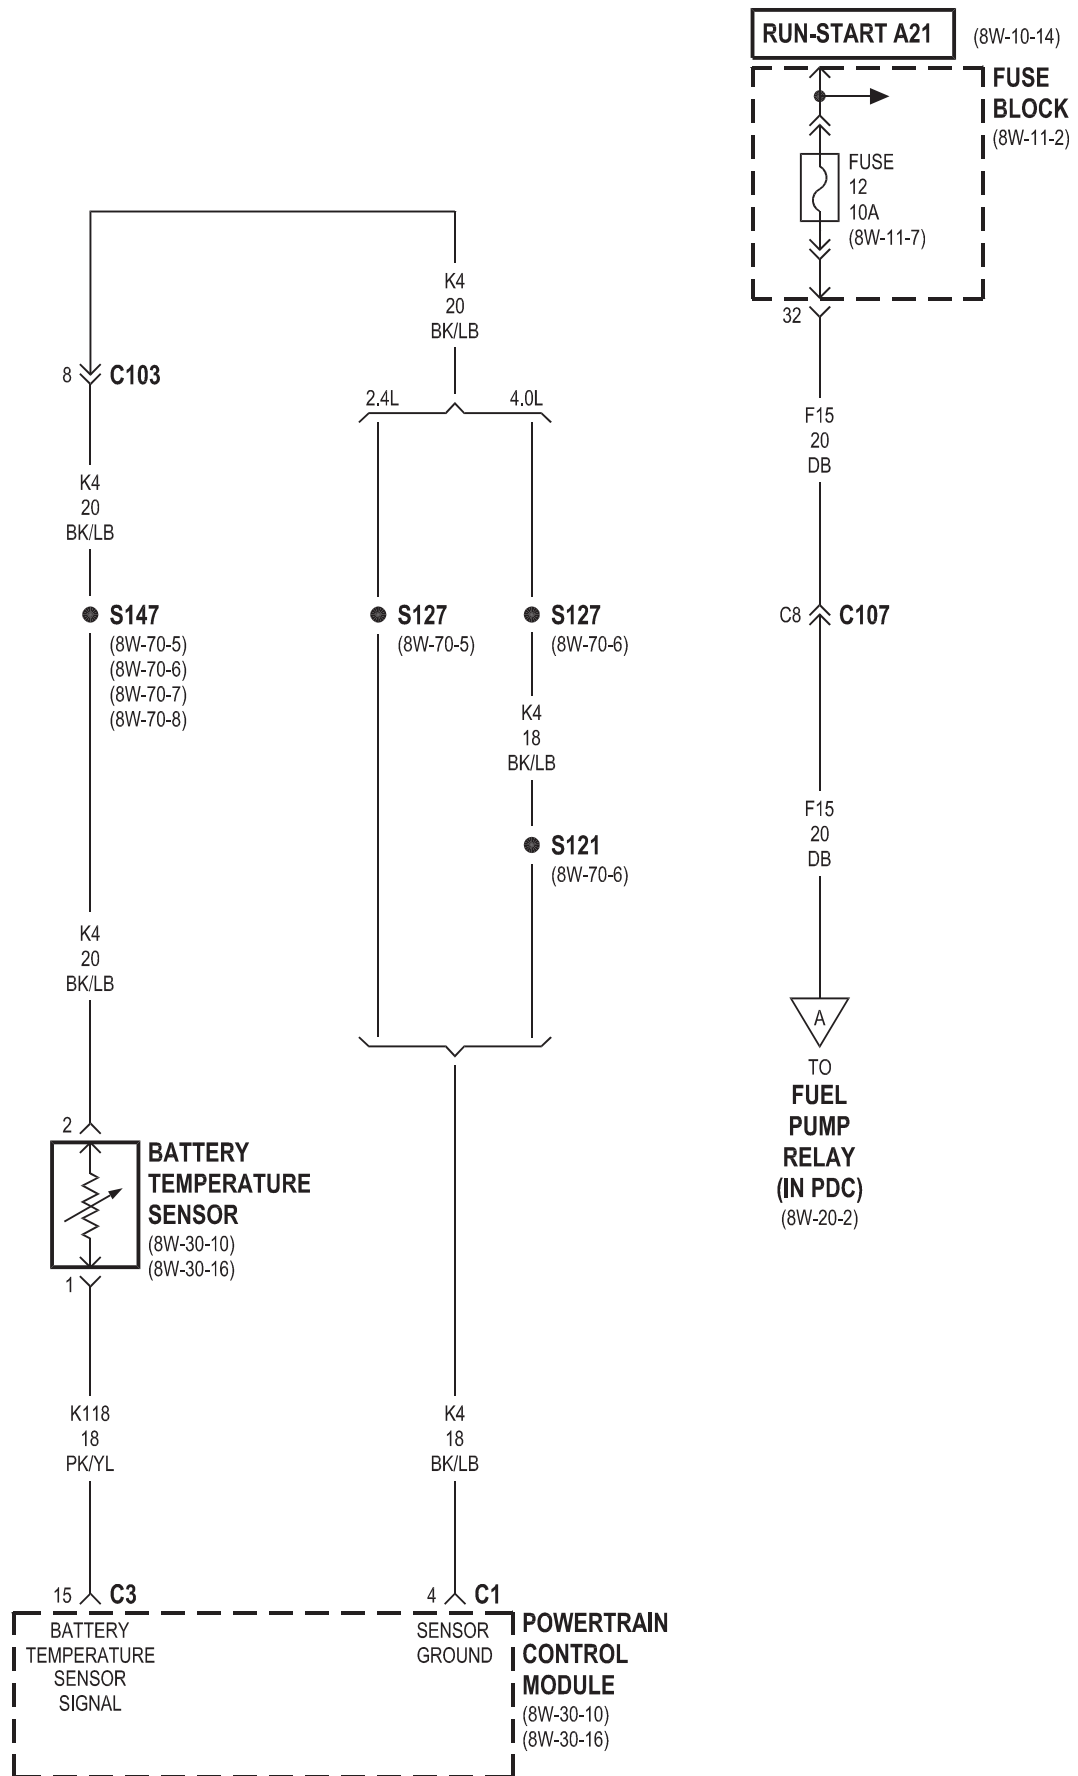 RUN-START A21
(8W-10-14)
FUSE
BLOCK
(8W-11-2)
FUSE
12
10A
(8W-11-7)
32
F15
20
DB
C8
C107
F15
20
DB
A
TO
FUEL
PUMP
RELAY
(IN PDC)
(8W-20-2)
K4
20
BK/LB
8
C103
2.4L
4.0L
K4
20
BK/LB
S147
(8W-70-5)
(8W-70-6)
(8W-70-7)
(8W-70-8)
S127
(8W-70-5)
S127
(8W-70-6)
K4
18
BK/LB
S121
(8W-70-6)
K4
20
BK/LB
2
BATTERY
TEMPERATURE
SENSOR
(8W-30-10)
(8W-30-16)
1
K118
18
PK/YL
K4
18
BK/LB
15
C3
4
C1
BATTERY
TEMPERATURE
SENSOR
SIGNAL
SENSOR
GROUND
POWERTRAIN
CONTROL
MODULE
(8W-30-10)
(8W-30-16)